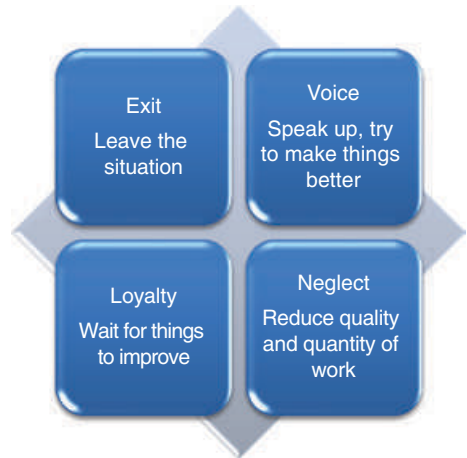 Exit
Leave the
situation
Voice
Speak up, try
to make things
better
Loyalty
Wait for things
to improve
Neglect
Reduce quality
and quantity of
work